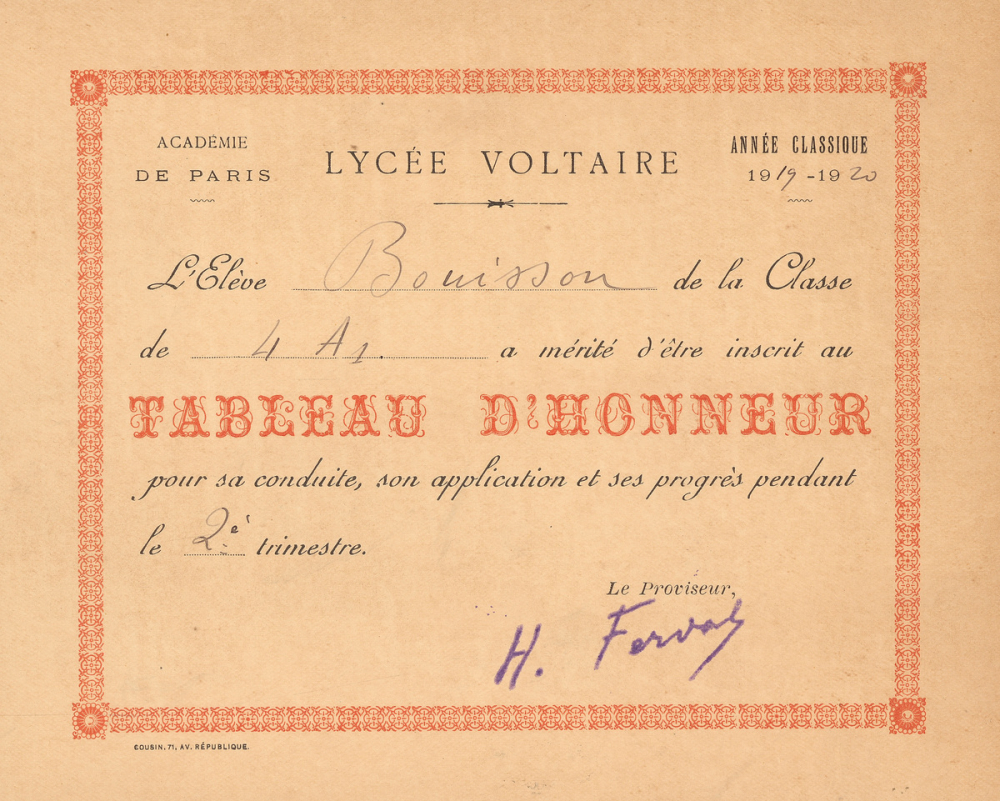 ACADÉMIE
DE PARIS
LYCÉE VOLTAIRE
ANNÉE CLASSIQUE
1919-1920
L'Elève Bouisson de la Classe
de 4 A1. a mérité d'être inscrit au
TABLEAU D'HONNEUR
pour sa conduite, son application et ses progrès pendant
le 2e trimestre.
Le Proviseur,
H.
COUSIN, 71, AV. RÉPUBLIQUE.